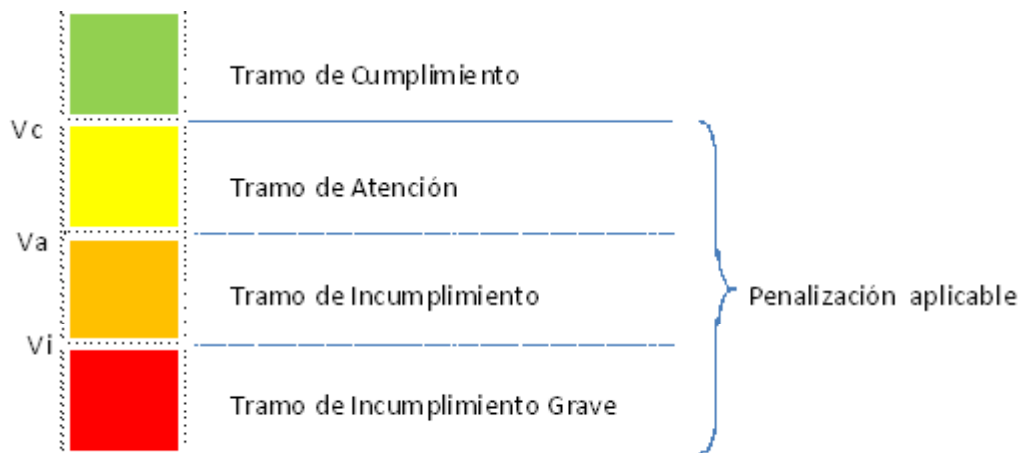 Tramo de Cumplimiento
Vc
Tramo de Atención
Va
Tramo de Incumplimiento
Penalización aplicable
Vi
Tramo de Incumplimiento Grave